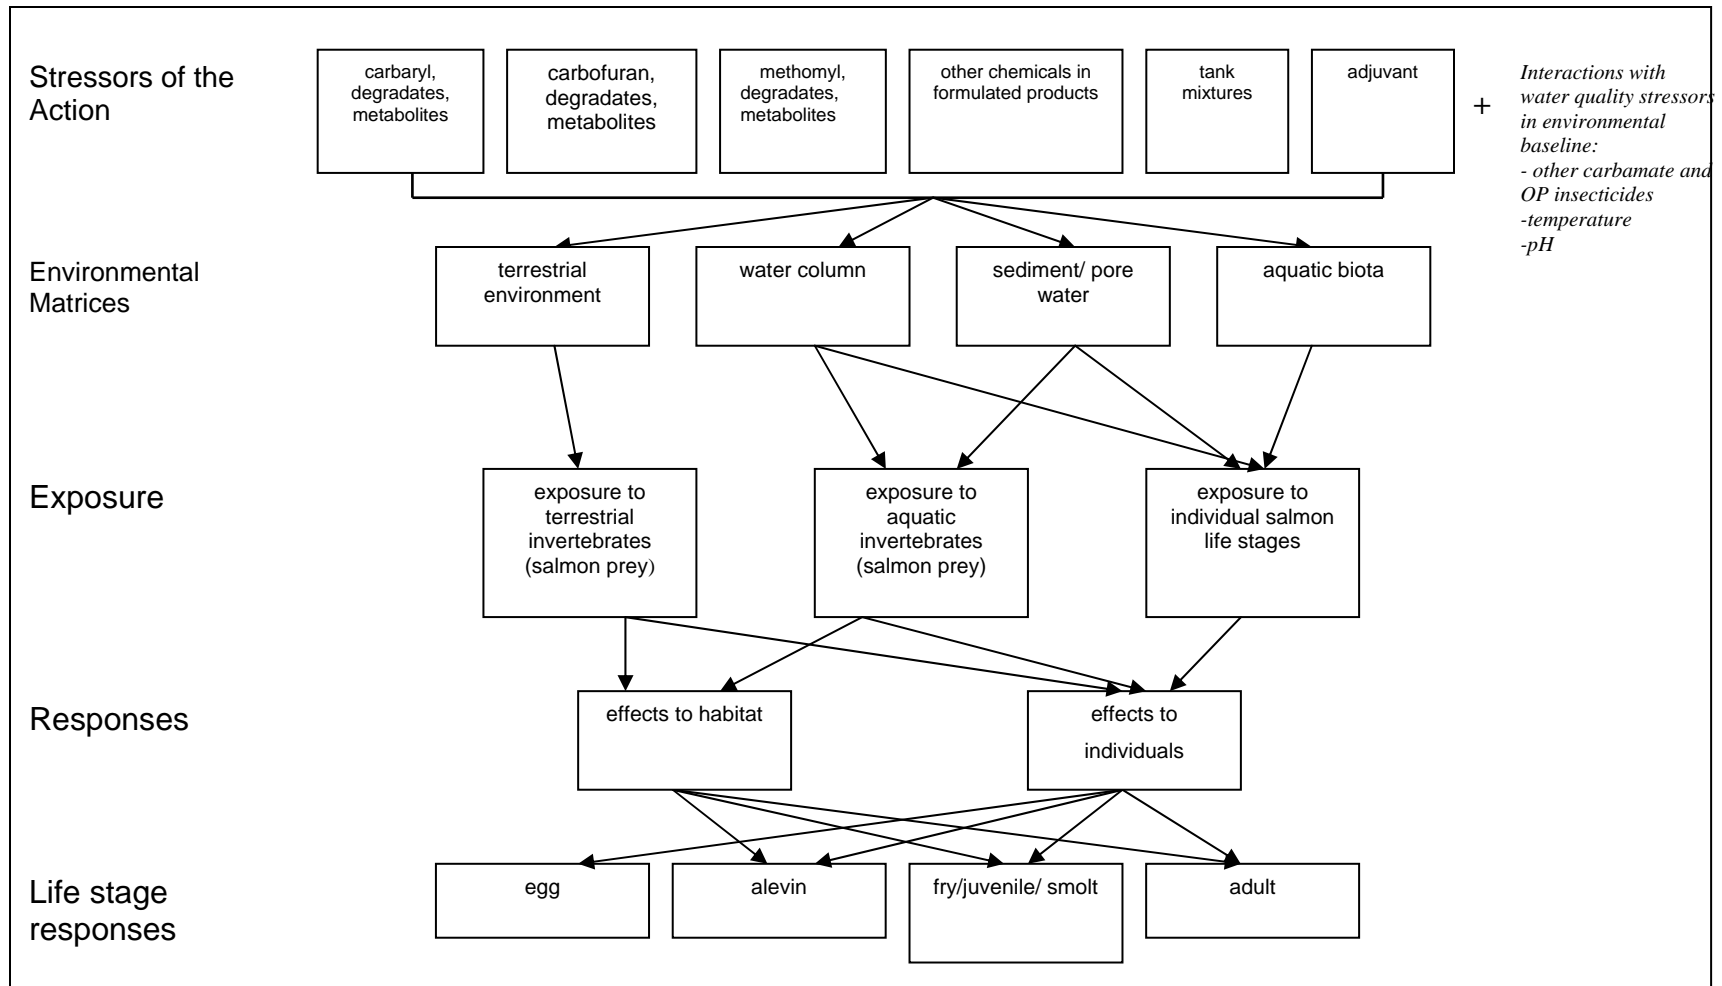 Stressors of the
Action
carbaryl,
degradates,
metabolites
carbofuran,
degradates,
metabolites
methomyl,
degradates,
metabolites
other chemicals in
formulated products
tank
mixtures
adjuvant
+
Interactions with
water quality stressors
in environmental
baseline:
- other carbamate and
OP insecticides
-temperature
-pH
Environmental
Matrices
terrestrial
environment
water column
sediment/ pore
water
aquatic biota
Exposure
exposure to
terrestrial
invertebrates
(salmon prey)
exposure to
aquatic
invertebrates
(salmon prey)
exposure to
individual salmon
life stages
Responses
effects to habitat
effects to
individuals
Life stage
responses
egg
alevin
fry/juvenile/ smolt
adult